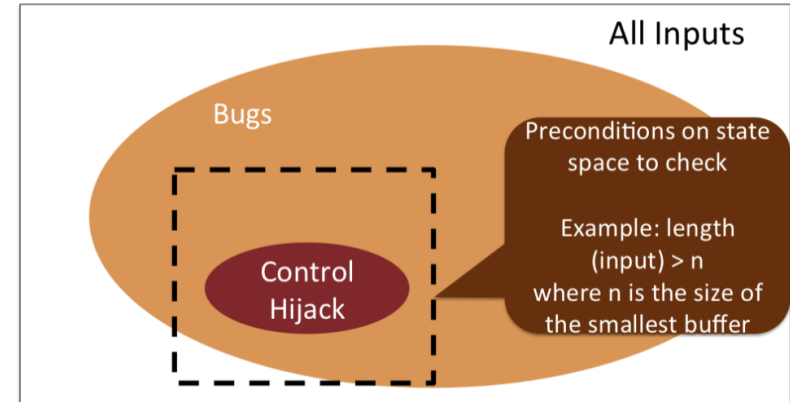 All Inputs
Bugs
Preconditions on state
space to check
Example: length
(input) > n
where n is the size of
the smallest buffer
Control
Hijack